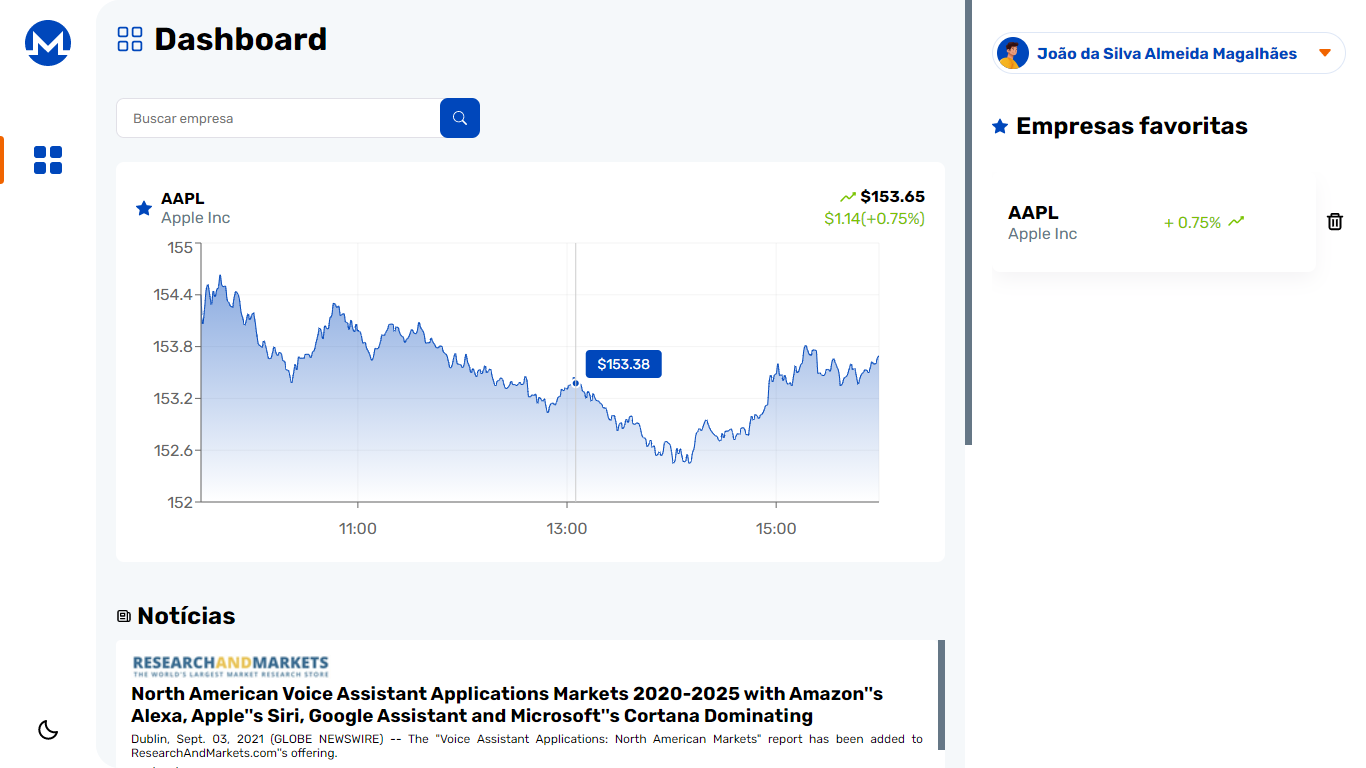 Dashboard
João da Silva Almeida Magalhães
Buscar empresa
Empresas favoritas
AAPL
Apple Inc
$153.65
$1.14(+0.75%)
AAPL
Apple Inc
+ 0.75%
155
154.4
153.8
153.2
152.6
152
$153.38
11:00
13:00
15:00
Notícias
RESEARCHANDMARKETS
THE WORLD'S LARGEST MARKET RESEARCH STORE
North American Voice Assistant Applications Markets 2020-2025 with Amazon''s
Alexa, Apple''s Siri, Google Assistant and Microsoft''s Cortana Dominating
Dublin, Sept. 03, 2021 (GLOBE NEWSWIRE) -- The "Voice Assistant Applications: North American Markets" report has been added to
ResearchAndMarkets.com''s offering.